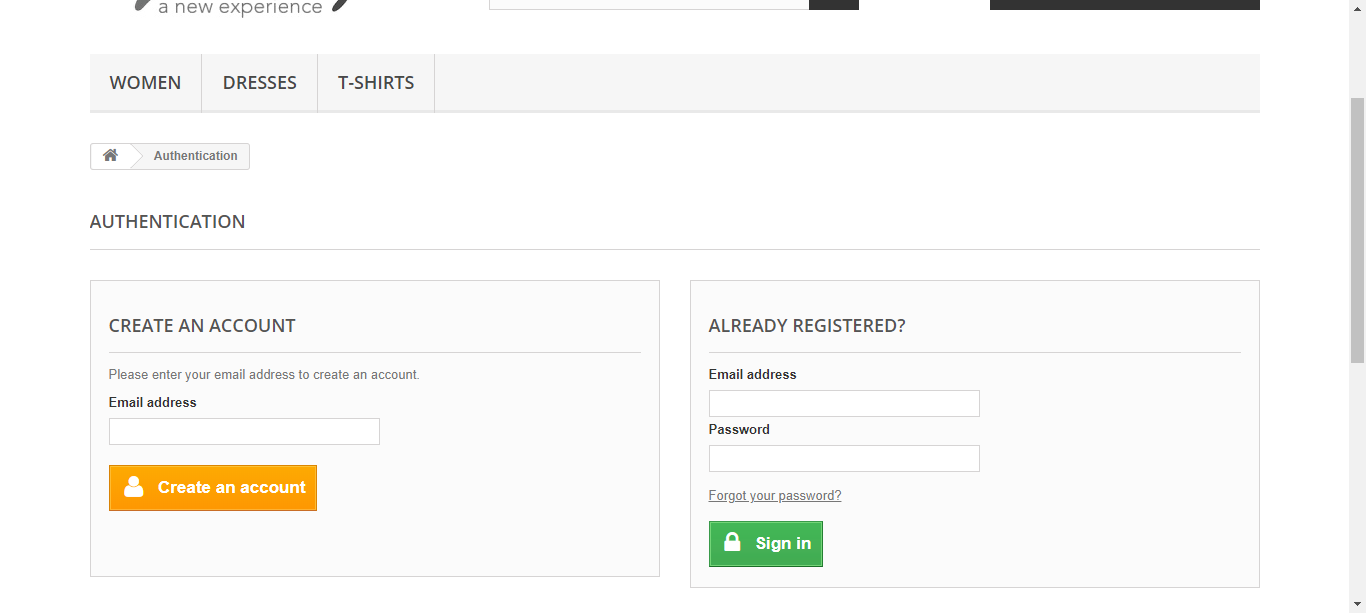 a new experience
WOMEN DRESSES T-SHIRTS
Authentication
AUTHENTICATION
CREATE AN ACCOUNT
Please enter your email address to create an account.
Email address
Create an account
ALREADY REGISTERED?
Email address
Password
Forgot your password?
Sign in